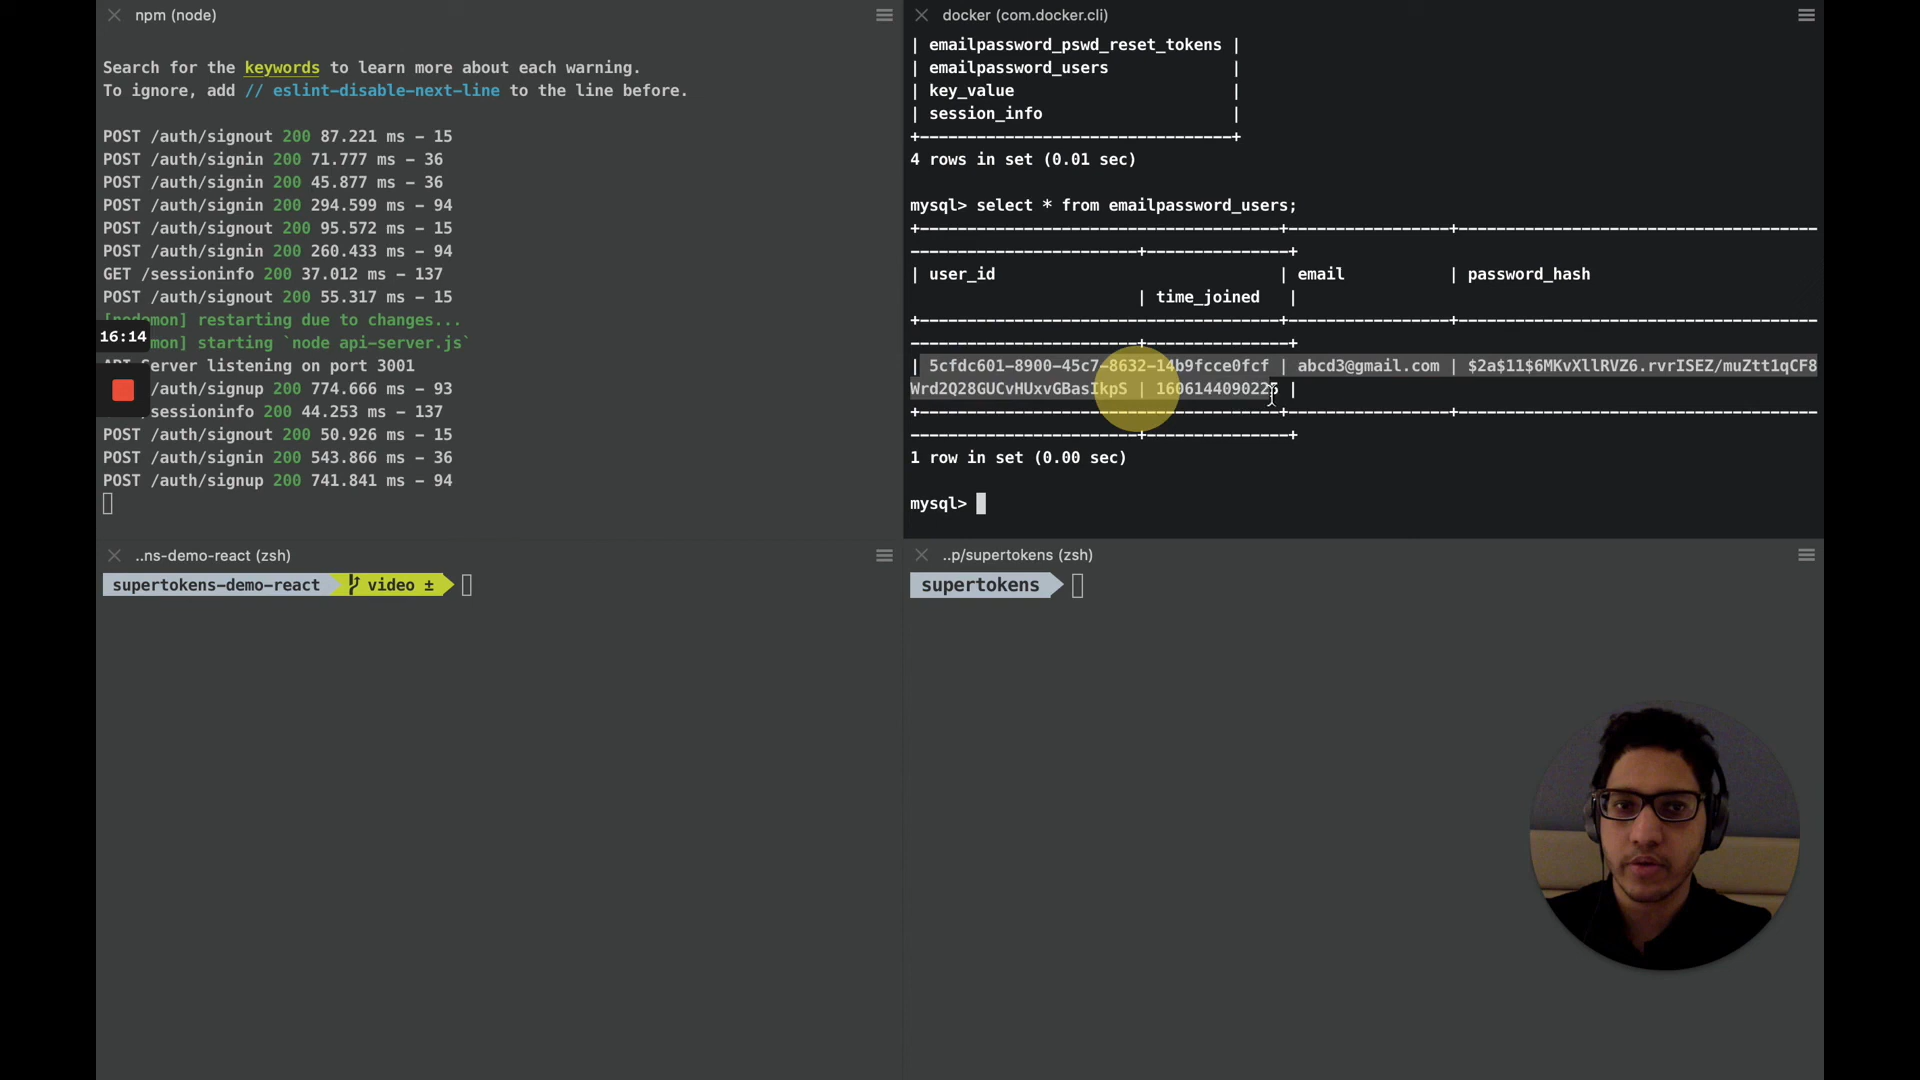 npm (node)
Search for the keywords to learn more about each warning.
To ignore, add // eslint-disable-next-line to the line before.
POST /auth/signout 200 87.221 ms - 15
POST /auth/signin 200 71.777 ms - 36
POST /auth/signin 200 45.877 ms - 36
POST /auth/signin 200 294.599 ms - 94
POST /auth/signout 200 95.572 ms - 15
POST /auth/signin 200 260.433 ms - 94
GET /sessioninfo 200 37.012 ms - 137
POST /auth/signout 200 55.317 ms - 15
[nodemon] restarting due to changes...
16:14
mon] starting `node api-server.js`
API Server listening on port 3001
/auth/signup 200 774.666 ms - 93
/sessioninfo 200 44.253 ms - 137
POST /auth/signout 200 50.926 ms - 15
POST /auth/signin 200 543.866 ms - 36
POST /auth/signup 200 741.841 ms - 94
docker (com.docker.cli)
| emailpassword_pswd_reset_tokens |
| emailpassword_users |
| key_value |
| session_info |
+---------------------------------+
4 rows in set (0.01 sec)
mysql> select * from emailpassword_users;
+--------------------------------------+-----------------+--------------------------------------
------------------------+---------------+
| user_id | email | password_hash
| time_joined |
+--------------------------------------+-----------------+--------------------------------------
------------------------+---------------+
| 5cfdc601-8900-45c7-8632-14b9fcce0fcf | abcd3@gmail.com | $2a$11$6MKvXllRVZ6.rvrISEZ/muZtt1qCF8
Wrd2Q28GUCvHUxvGBasIkpS | 1606144090225 |
+--------------------------------------+-----------------+--------------------------------------
------------------------+---------------+
1 row in set (0.00 sec)
mysql>
..ns-demo-react (zsh)
supertokens-demo-react video ±
..p/supertokens (zsh)
supertokens